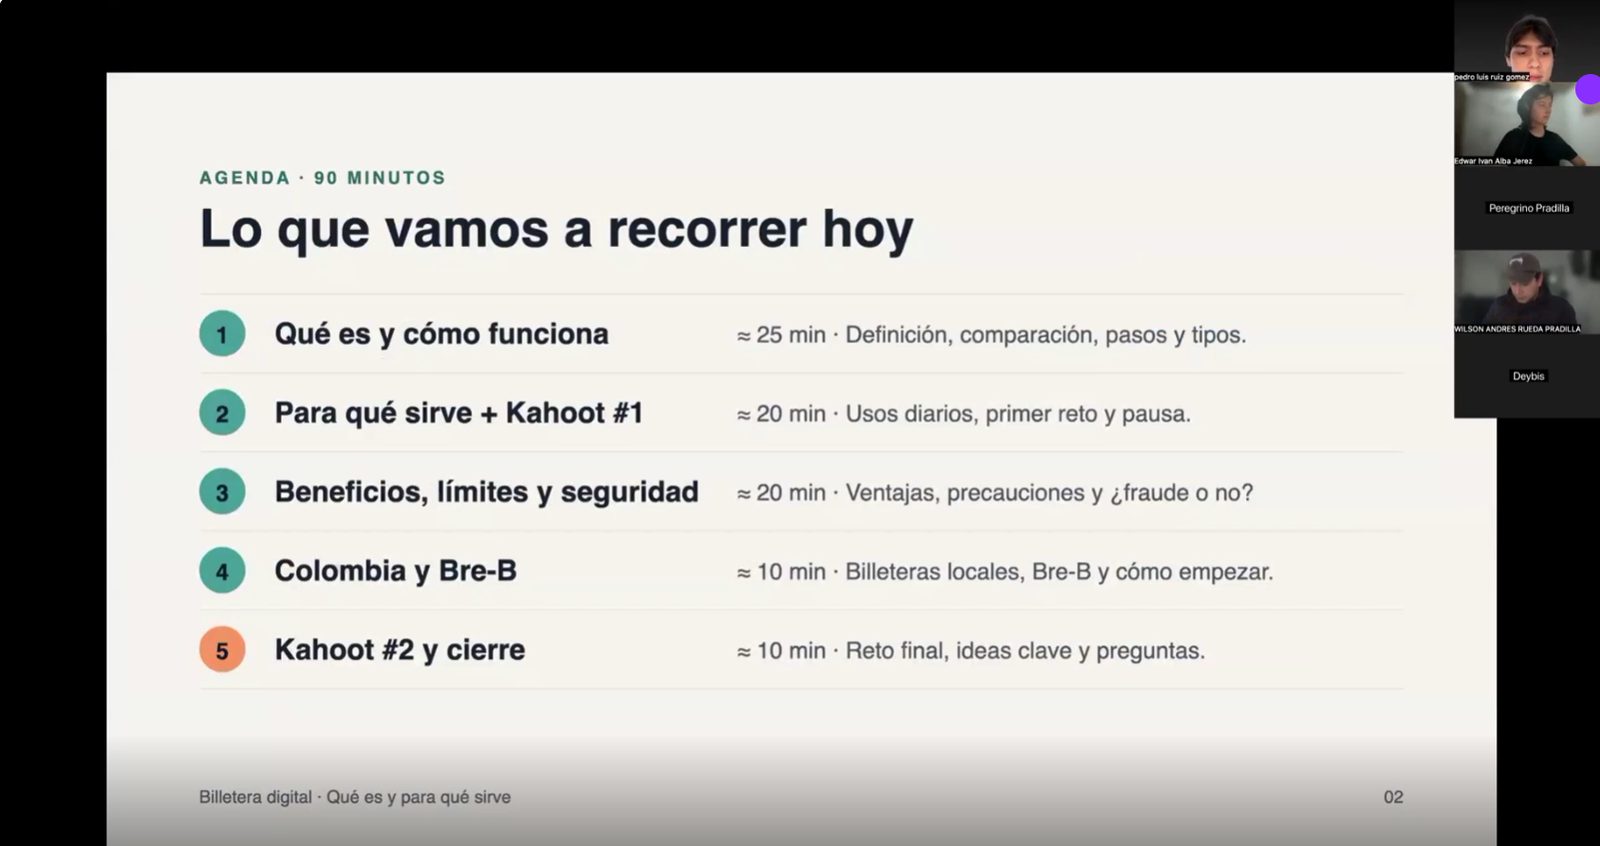 AGENDA · 90 MINUTOS
Lo que vamos a recorrer hoy
1 Qué es y cómo funciona ≈ 25 min · Definición, comparación, pasos y tipos.
2 Para qué sirve + Kahoot #1 ≈ 20 min · Usos diarios, primer reto y pausa.
3 Beneficios, límites y seguridad ≈ 20 min · Ventajas, precauciones y ¿fraude o no?
4 Colombia y Bre-B ≈ 10 min · Billeteras locales, Bre-B y cómo empezar.
5 Kahoot #2 y cierre ≈ 10 min · Reto final, ideas clave y preguntas.
Billetera digital · Qué es y para qué sirve 02
pedro luis ruiz gomez
Edwar Ivan Alba Jerez
Peregrino Pradilla
WILSON ANDRES RUEDA PRADILLA
Deybis